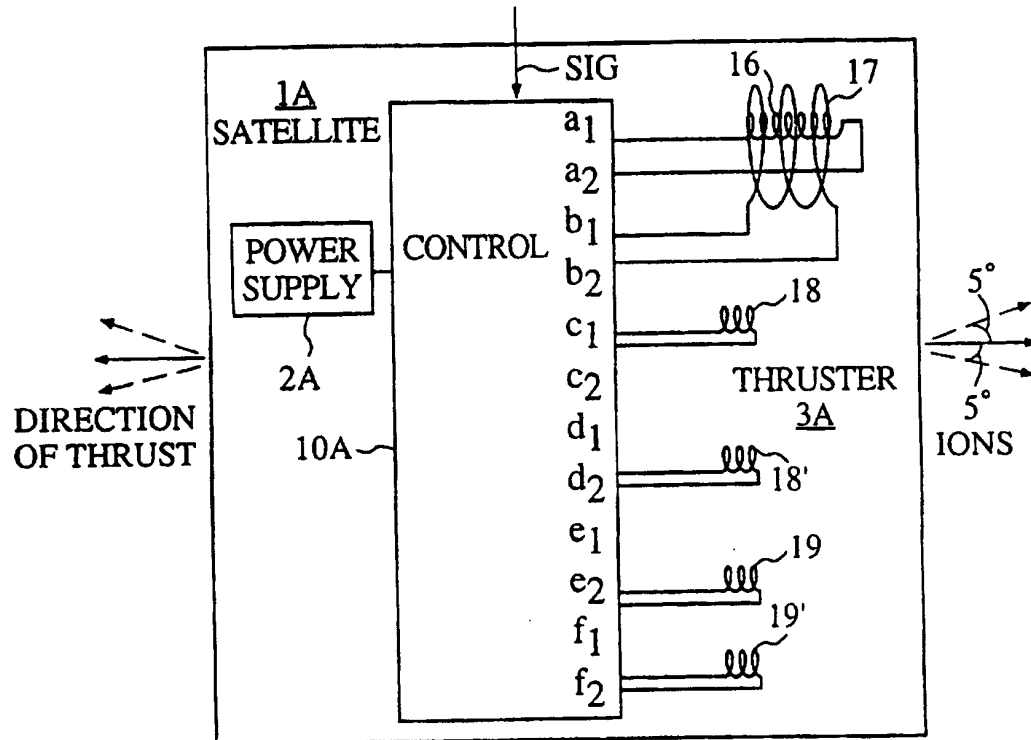 SIG
1A
SATELLITE
16
17
a1
a2
b1
b2
POWER
SUPPLY
CONTROL
2A
c1
18
c2
5°
5°
THRUSTER
3A
IONS
DIRECTION
OF THRUST
10A
d1
d2
18'
e1
e2
19
f1
f2
19'